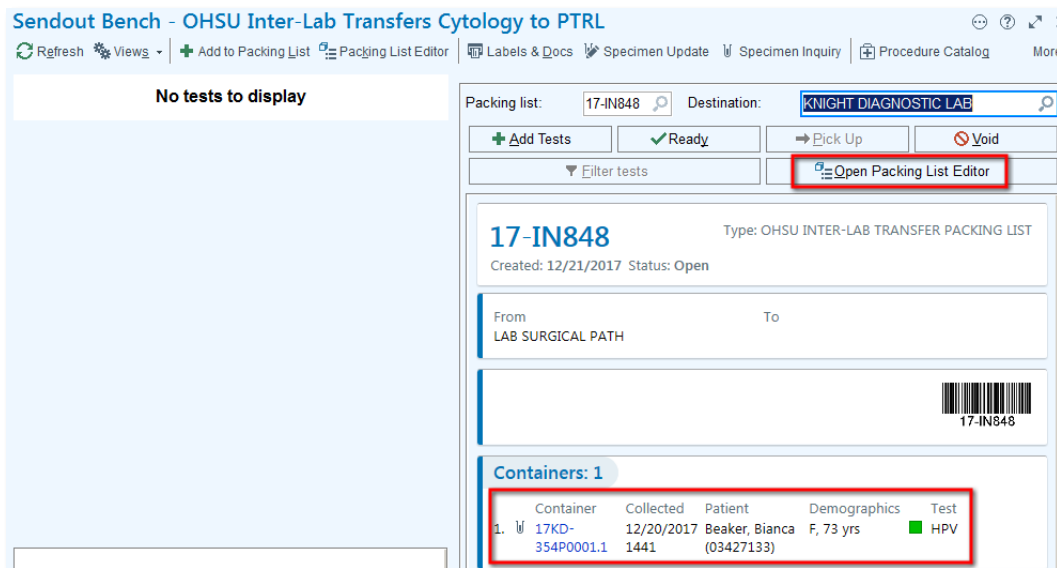 Sendout Bench - OHSU Inter-Lab Transfers Cytology to PTRL
Refresh Views Add to Packing List Packing List Editor Labels & Docs Specimen Update Specimen Inquiry Procedure Catalog More
No tests to display
Packing list: 17-IN848 Destination: KNIGHT DIAGNOSTIC LAB
Add Tests Ready Pick Up Void
Filter tests Open Packing List Editor
17-IN848 Type: OHSU INTER-LAB TRANSFER PACKING LIST
Created: 12/21/2017 Status: Open
From To
LAB SURGICAL PATH
17-IN848
Containers: 1
Container Collected Patient Demographics Test
1. 17KD- 12/20/2017 Beaker, Bianca F, 73 yrs HPV
354P0001.1 1441 (03427133)